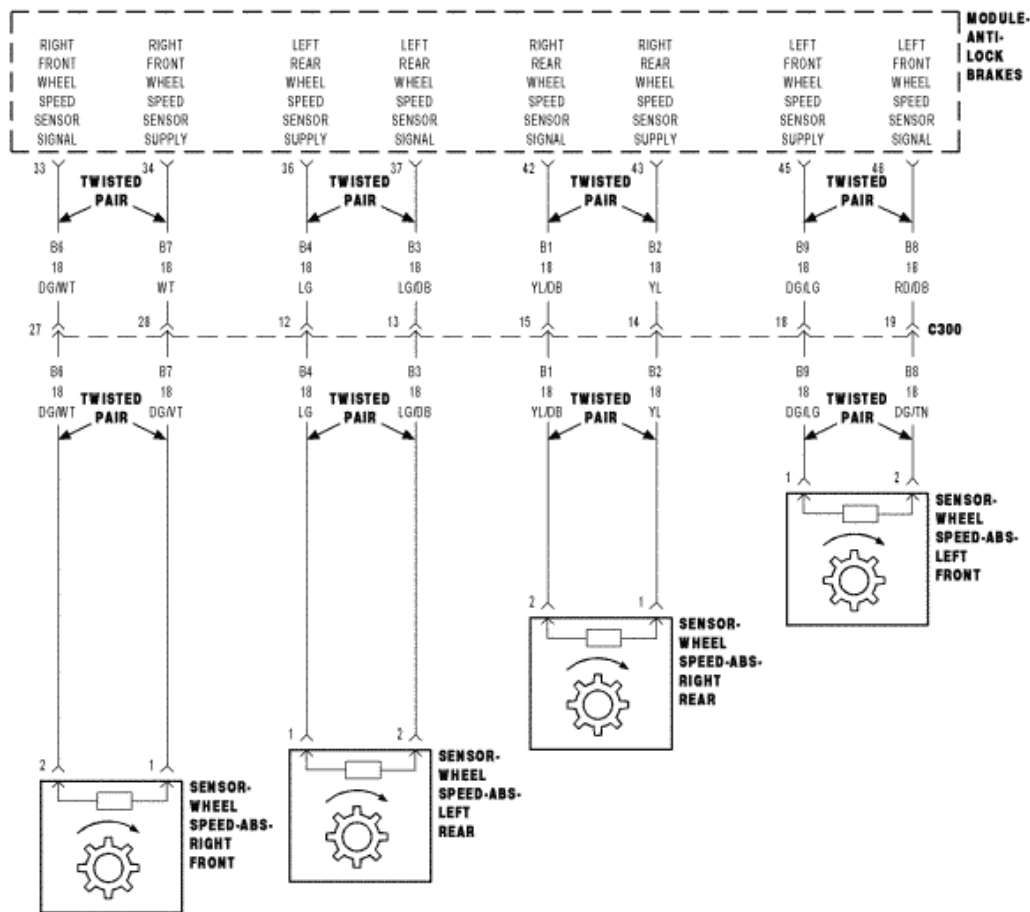 MODULE-
ANTI-
LOCK
BRAKES
RIGHT FRONT WHEEL SPEED SENSOR SIGNAL
RIGHT FRONT WHEEL SPEED SENSOR SUPPLY
LEFT REAR WHEEL SPEED SENSOR SUPPLY
LEFT REAR WHEEL SPEED SENSOR SIGNAL
RIGHT REAR WHEEL SPEED SENSOR SIGNAL
RIGHT REAR WHEEL SPEED SENSOR SUPPLY
LEFT FRONT WHEEL SPEED SENSOR SUPPLY
LEFT FRONT WHEEL SPEED SENSOR SIGNAL
33 34 36 37 42 43 45 46
TWISTED TWISTED TWISTED TWISTED
PAIR PAIR PAIR PAIR
B6 B7 B4 B3 B1 B2 B9 B8
18 18 18 18 18 18 18 18
DG/WT WT LG LG/DB YL/DB YL DG/LG RD/DB
27 28 12 13 15 14 18 19 C300
B6 B7 B4 B3 B1 B2 B9 B8
18 18 18 18 18 18 18 18
TWISTED TWISTED TWISTED TWISTED
DG/WT PAIR DG/VT LG PAIR LG/DB YL/DB PAIR YL DG/LG PAIR DG/TN
1 2
SENSOR-
WHEEL
SPEED-ABS-
LEFT
FRONT
2 1
SENSOR-
WHEEL
SPEED-ABS-
RIGHT
REAR
1 2
SENSOR-
WHEEL
SPEED-ABS-
LEFT
REAR
2 1
SENSOR-
WHEEL
SPEED-ABS-
RIGHT
FRONT